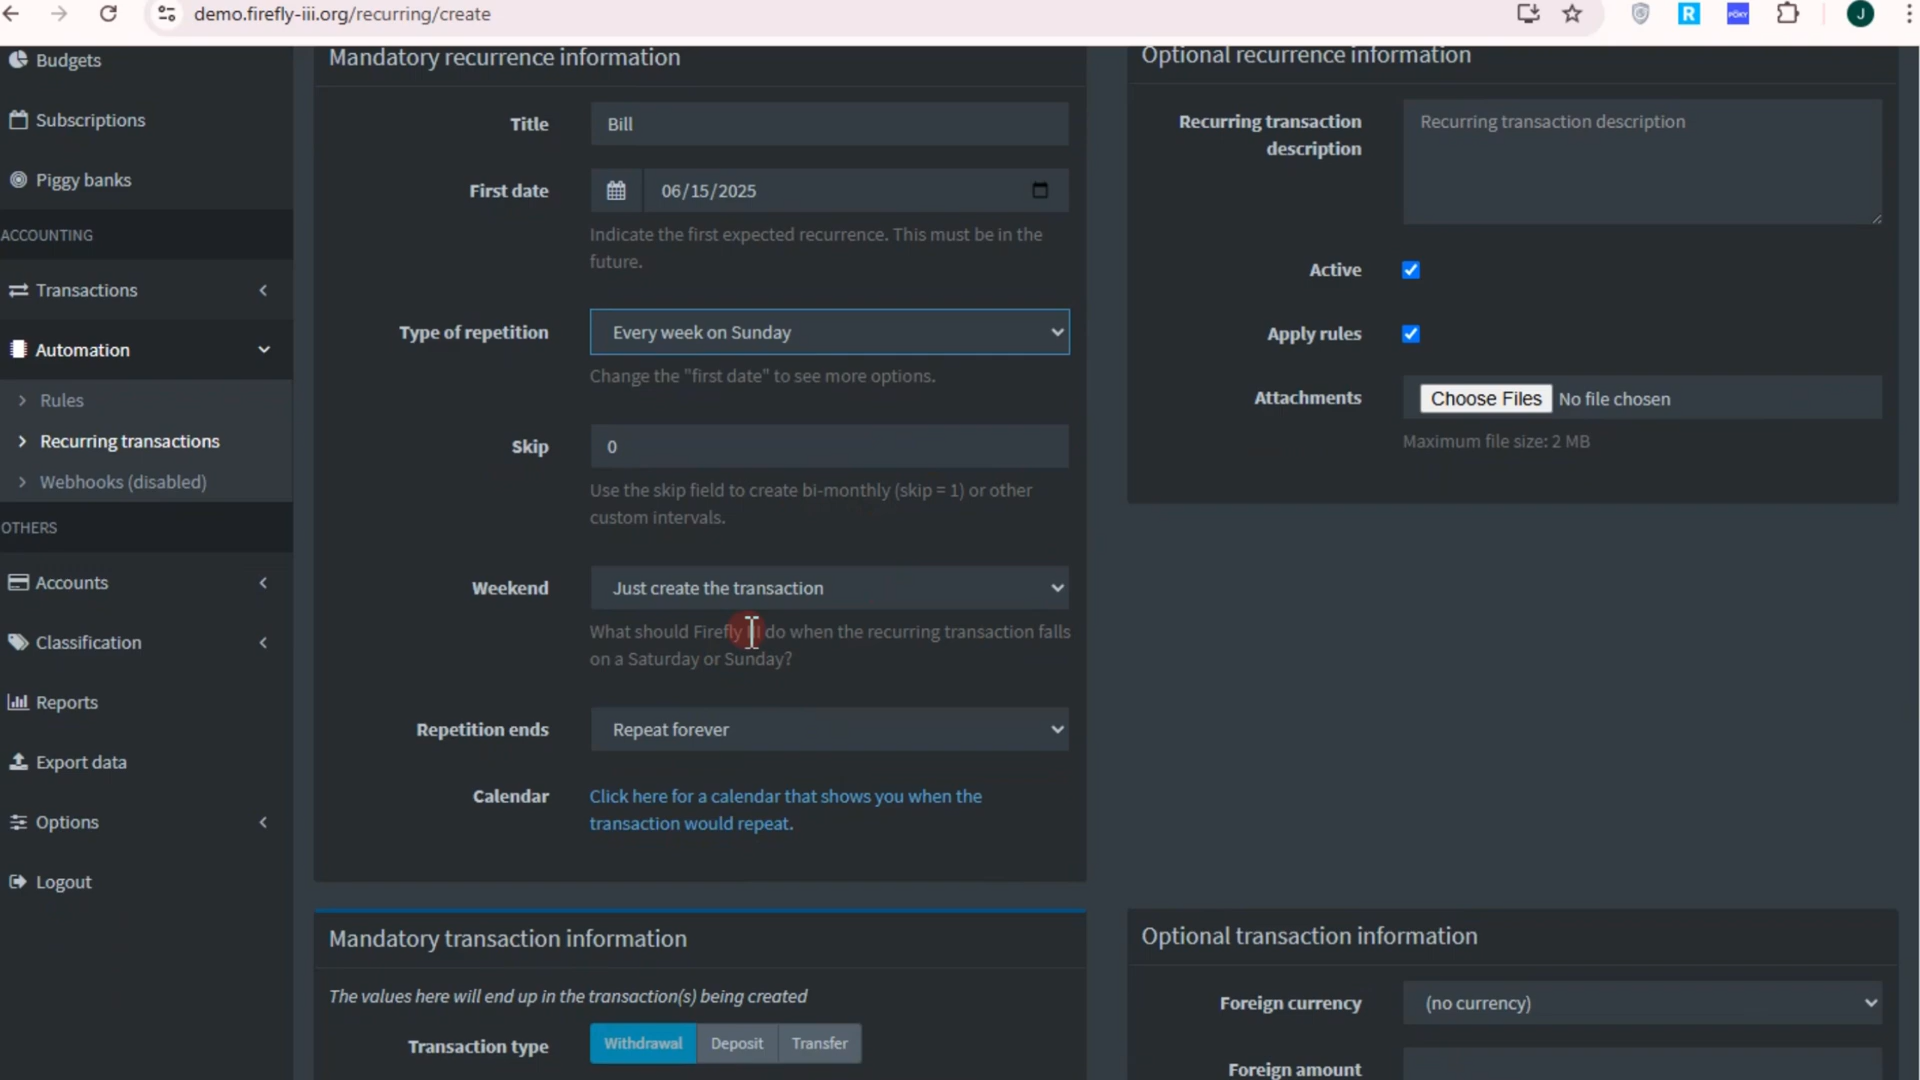 demo.firefly-iii.org/recurring/create
R
POKY
J
Budgets
Subscriptions
Piggy banks
ACCOUNTING
Transactions
Automation
Rules
Recurring transactions
Webhooks (disabled)
OTHERS
Accounts
Classification
Reports
Export data
Options
Logout
Mandatory recurrence information
Title
Bill
First date
06/15/2025
Indicate the first expected recurrence. This must be in the
future.
Type of repetition
Every week on Sunday
Change the "first date" to see more options.
Skip
0
Use the skip field to create bi-monthly (skip = 1) or other
custom intervals.
Weekend
Just create the transaction
What should Firefly III do when the recurring transaction falls
on a Saturday or Sunday?
Repetition ends
Repeat forever
Calendar
Click here for a calendar that shows you when the
transaction would repeat.
Optional recurrence information
Recurring transaction
description
Recurring transaction description
Active
Apply rules
Attachments
Choose Files No file chosen
Maximum file size: 2 MB
Mandatory transaction information
The values here will end up in the transaction(s) being created
Transaction type
Withdrawal Deposit Transfer
Optional transaction information
Foreign currency
(no currency)
Foreign amount